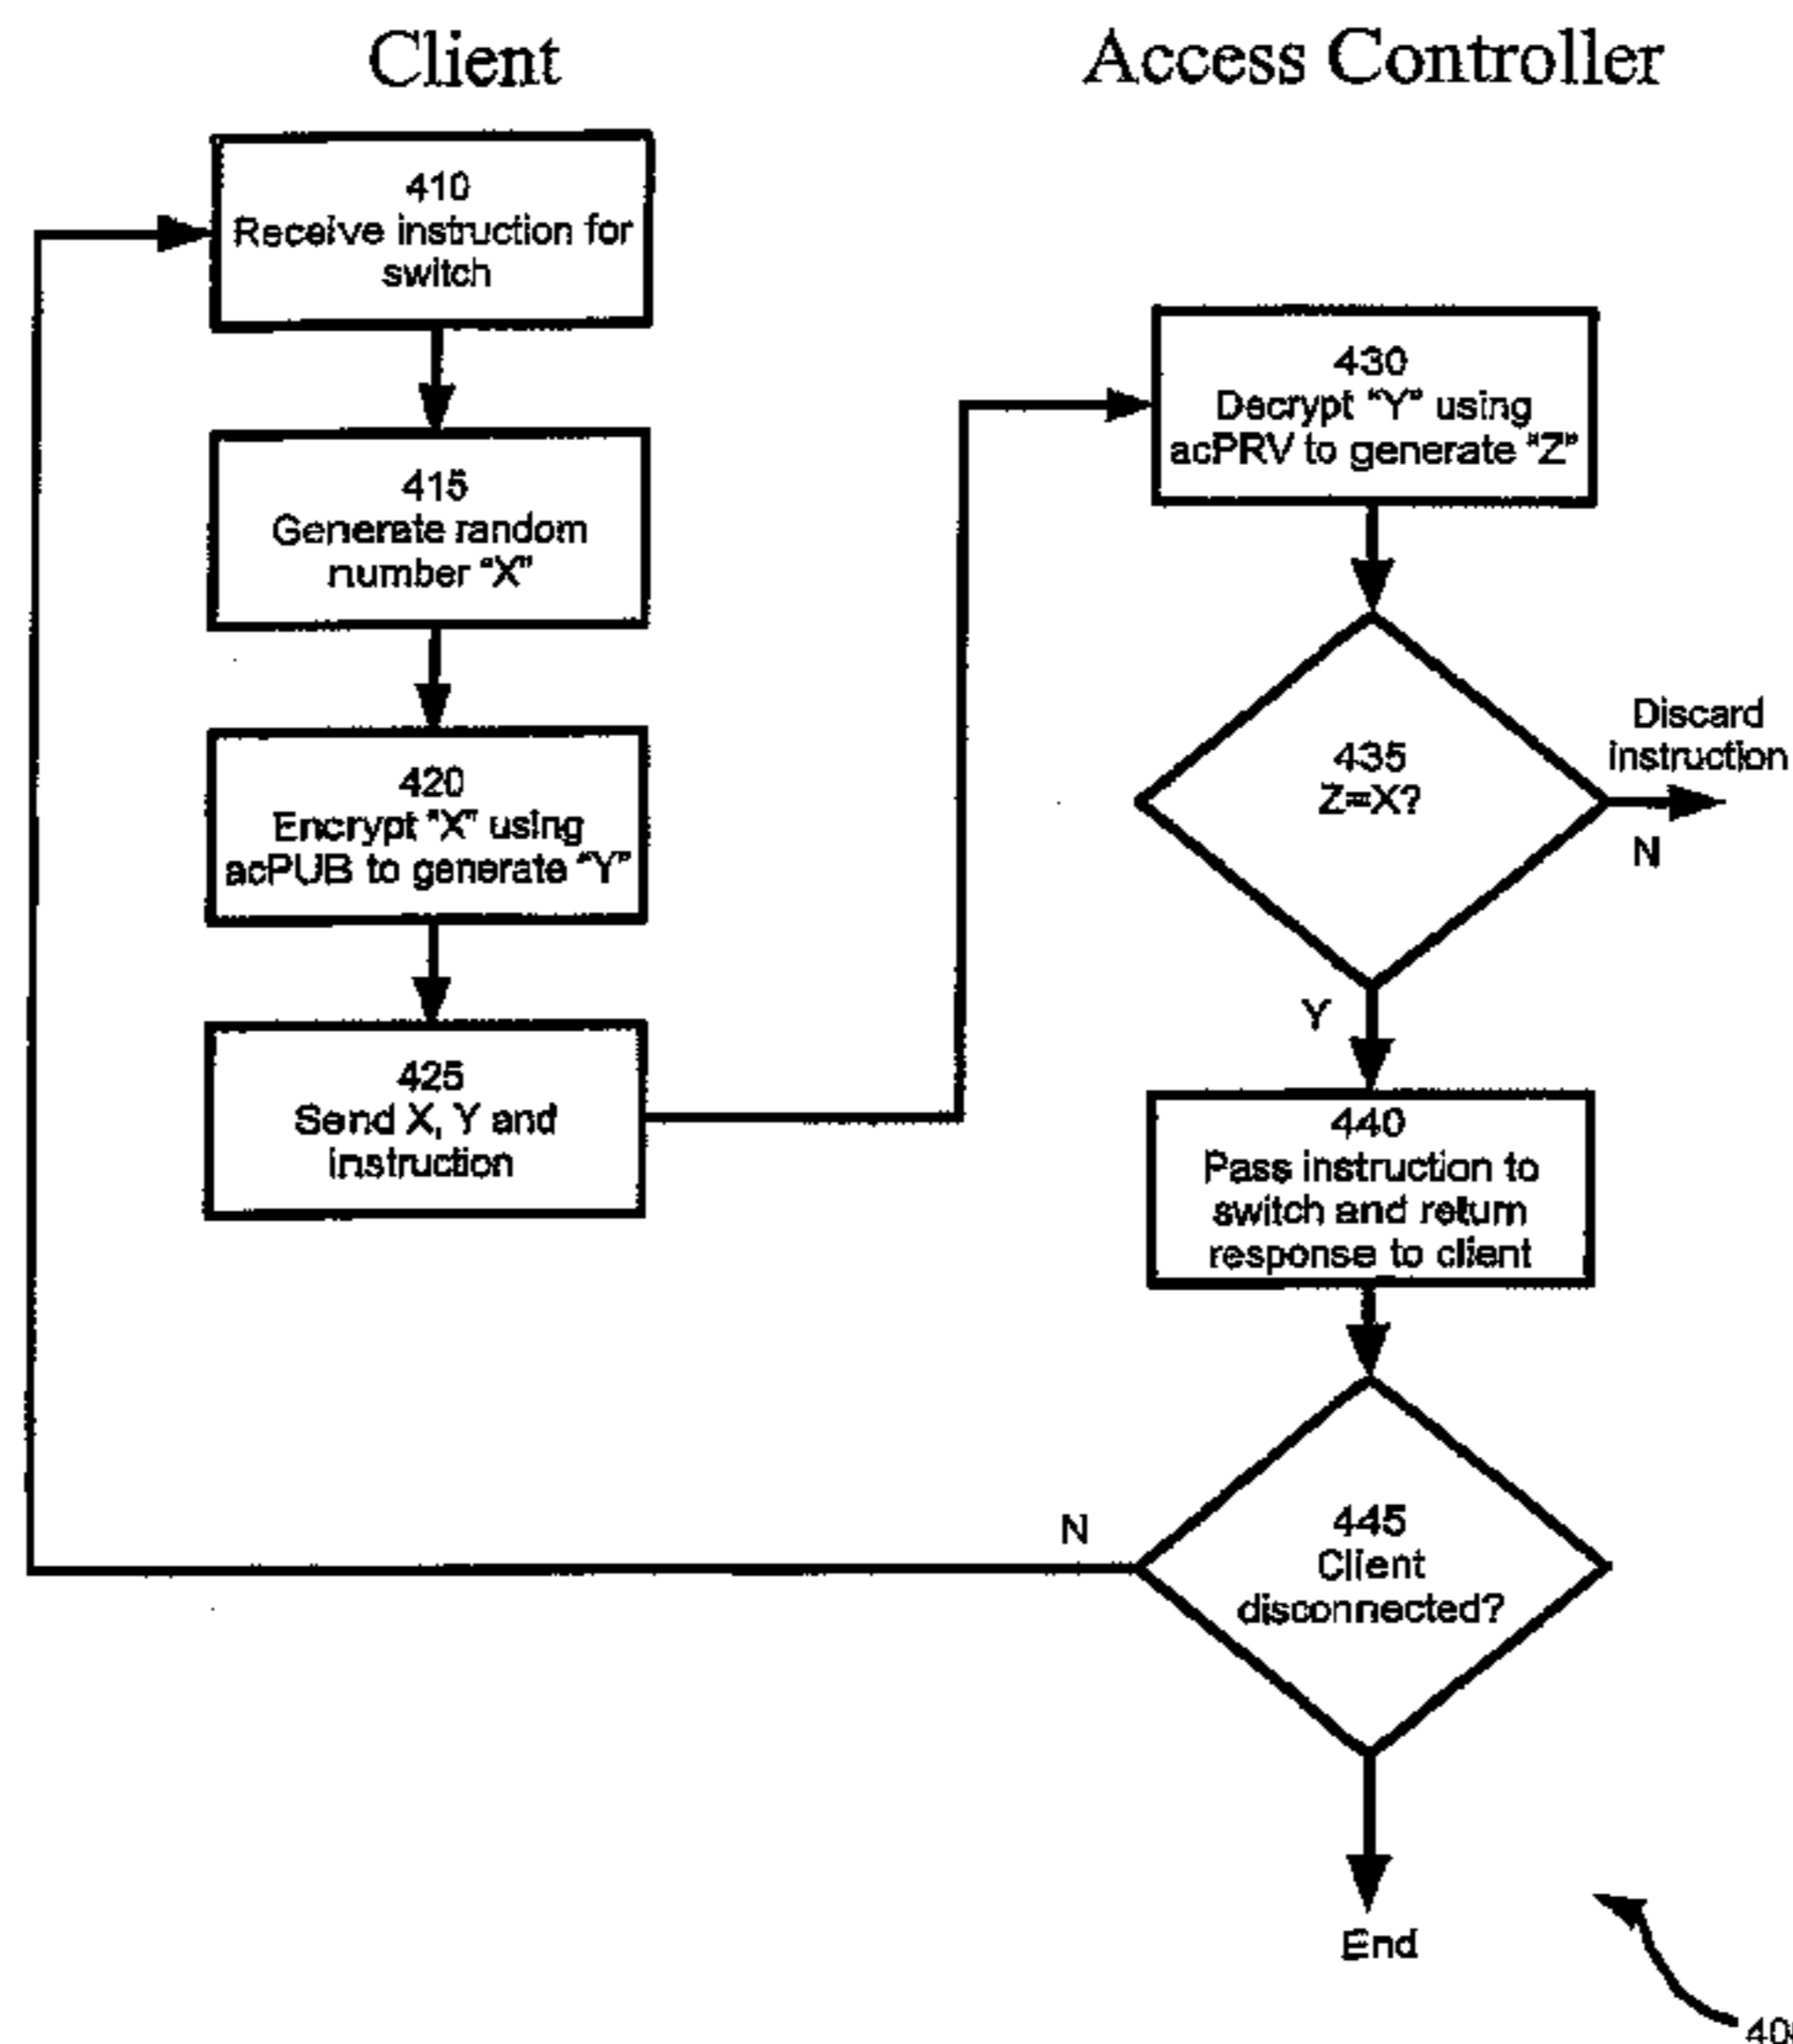 Client
Access Controller
410
Receive instruction for
switch
415
Generate random
number "X"
420
Encrypt "X" using
acPUB to generate "Y"
425
Send X, Y and
instruction
430
Decrypt "Y" using
acPRV to generate "Z"
435
Z=X?
Discard
instruction
N
Y
440
Pass instruction to
switch and return
response to client
445
Client
disconnected?
N
End